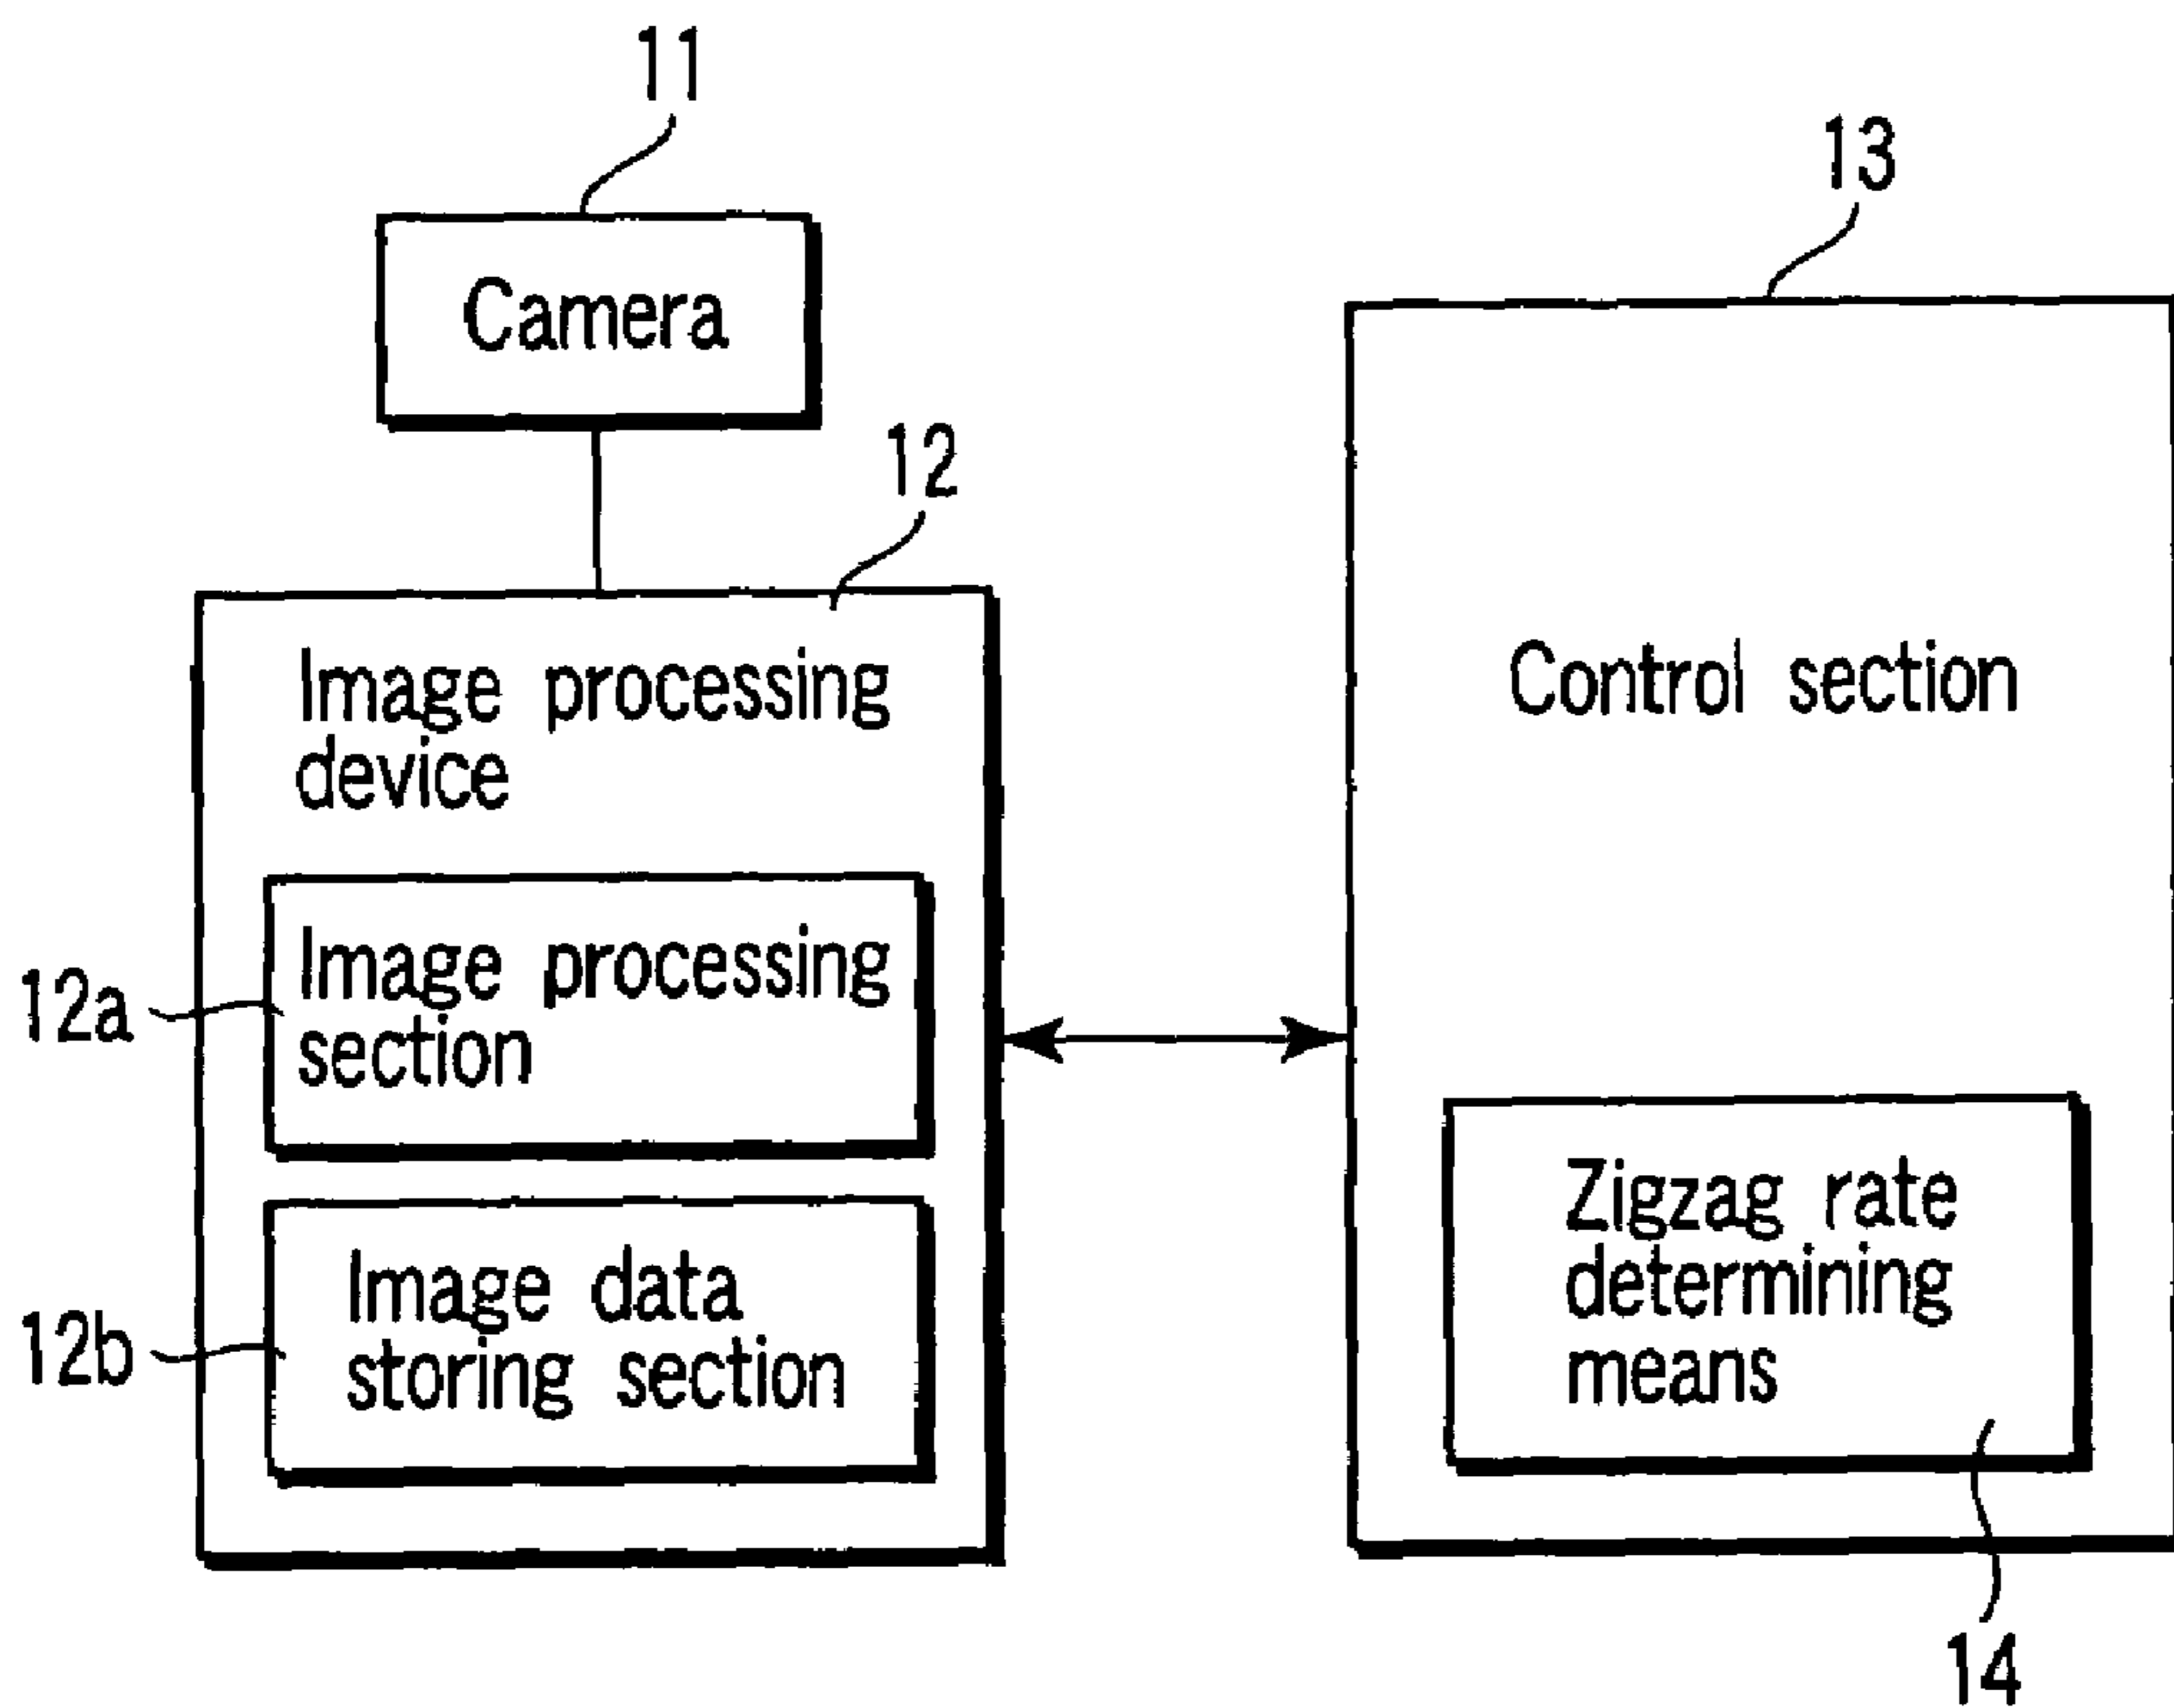 11
Camera
12
Image processing
device
12a
Image processing
section
12b
Image data
storing section
13
Control section
Zigzag rate
determining
means
14